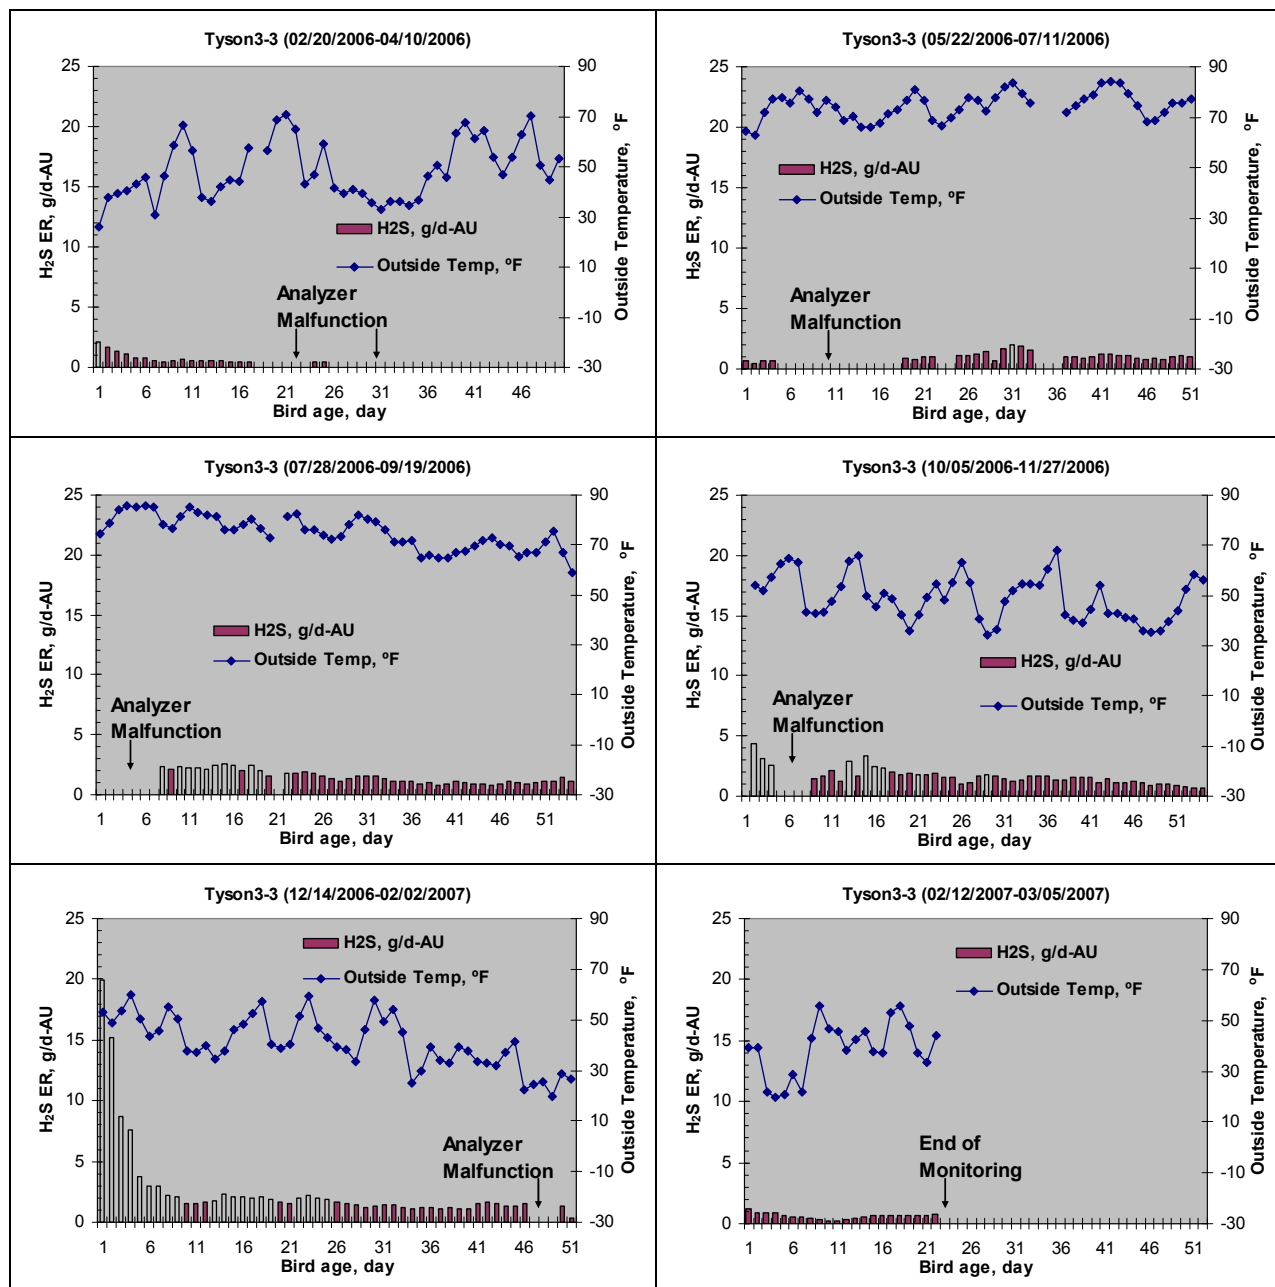 Tyson3-3 (02/20/2006-04/10/2006)
25
20
15
10
5
0
H₂S ER, g/d-AU
90
70
50
30
10
-10
-30
Outside Temperature, ºF
H2S, g/d-AU
Outside Temp, ºF
Analyzer
Malfunction
1 6 11 16 21 26 31 36 41 46
Bird age, day
Tyson3-3 (05/22/2006-07/11/2006)
25
20
15
10
5
0
H₂S ER, g/d-AU
90
70
50
30
10
-10
-30
Outside Temperature, ºF
H2S, g/d-AU
Outside Temp, ºF
Analyzer
Malfunction
1 6 11 16 21 26 31 36 41 46 51
Bird age, day
Tyson3-3 (07/28/2006-09/19/2006)
25
20
15
10
5
0
H₂S ER, g/d-AU
90
70
50
30
10
-10
-30
Outside Temperature, ºF
H2S, g/d-AU
Outside Temp, ºF
Analyzer
Malfunction
1 6 11 16 21 26 31 36 41 46 51
Bird age, day
Tyson3-3 (10/05/2006-11/27/2006)
25
20
15
10
5
0
H₂S ER, g/d-AU
90
70
50
30
10
-10
-30
Outside Temperature, ºF
H2S, g/d-AU
Outside Temp, ºF
Analyzer
Malfunction
1 6 11 16 21 26 31 36 41 46 51
Bird age, day
Tyson3-3 (12/14/2006-02/02/2007)
25
20
15
10
5
0
H₂S ER, g/d-AU
90
70
50
30
10
-10
-30
Outside Temperature, ºF
H2S, g/d-AU
Outside Temp, ºF
Analyzer
Malfunction
1 6 11 16 21 26 31 36 41 46 51
Bird age, day
Tyson3-3 (02/12/2007-03/05/2007)
25
20
15
10
5
0
H₂S ER, g/d-AU
90
70
50
30
10
-10
-30
Outside Temperature, ºF
H2S, g/d-AU
Outside Temp, ºF
End of
Monitoring
1 6 11 16 21 26 31 36 41 46 51
Bird age, day